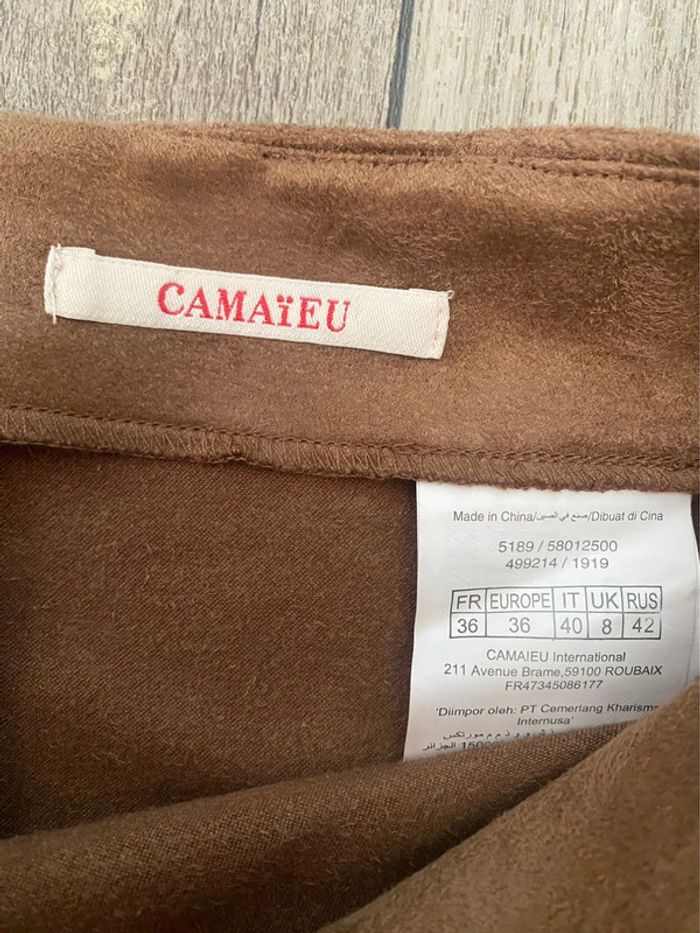 CAMAïEU
Made in China/صنع في الصين/Dibuat di Cina
5189 / 58012500
499214 / 1919
FR EUROPE IT UK RUS
36 36 40 8 42
CAMAIEU International
211 Avenue Brame,59100 ROUBAIX
FR47345086177
'Diimpor oleh: PT Cemerlang Kharisma
Internusa'
ش و و ذ م م مورتكس
الجزائر